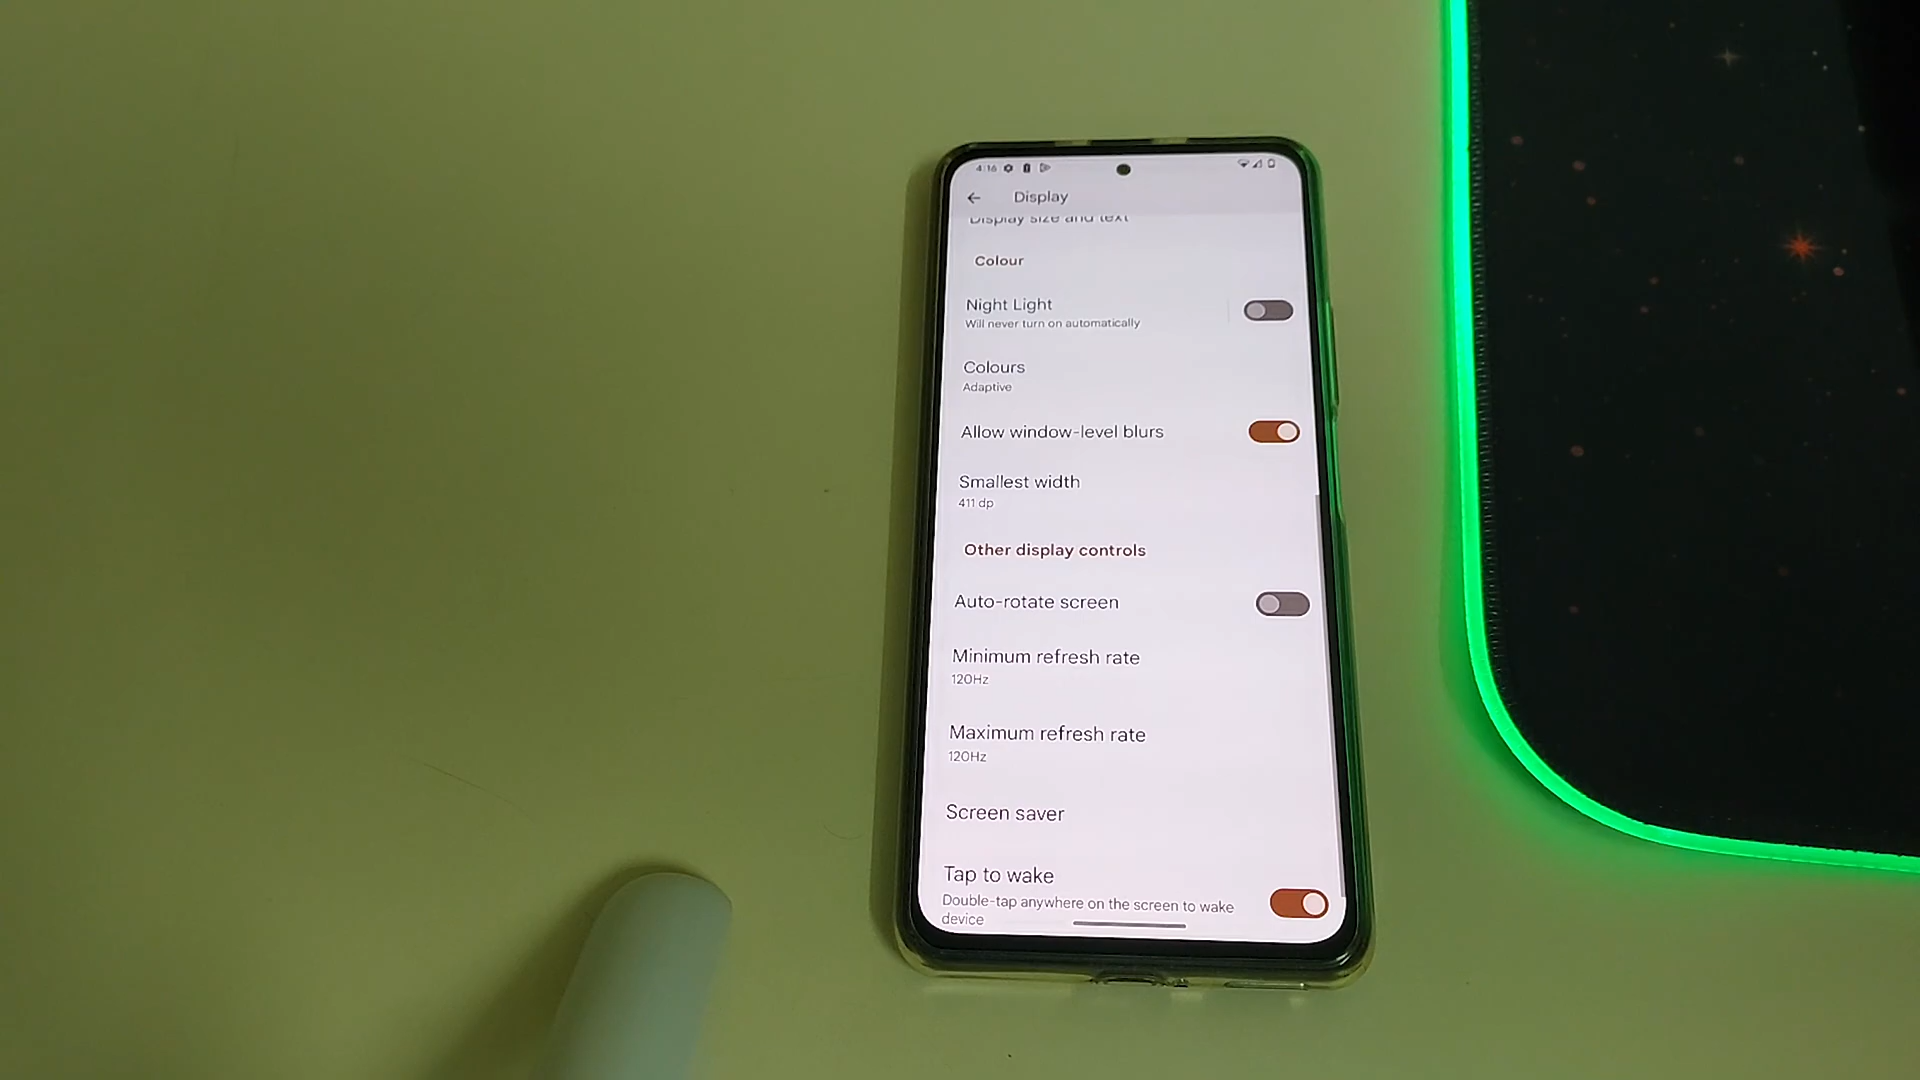 4:16
Display
Display size and text
Colour
Night Light
Will never turn on automatically
Colours
Adaptive
Allow window-level blurs
Smallest width
411 dp
Other display controls
Auto-rotate screen
Minimum refresh rate
120Hz
Maximum refresh rate
120Hz
Screen saver
Tap to wake
Double-tap anywhere on the screen to wake
device